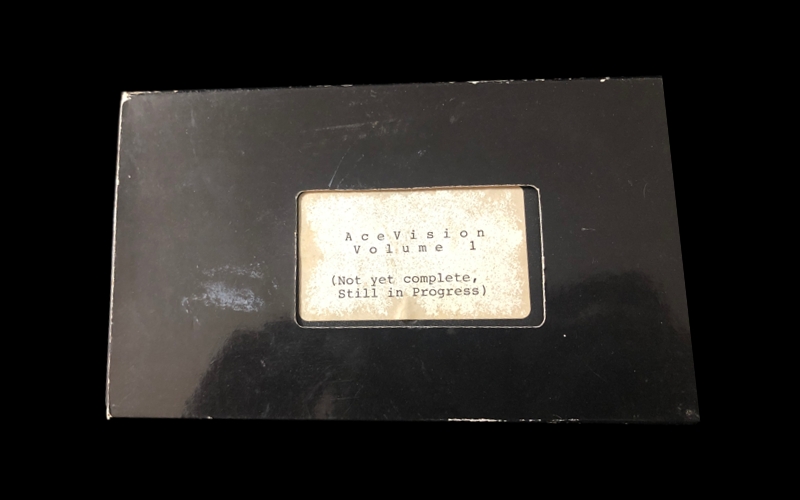 AceVision
Volume 1
(Not yet complete,
Still in Progress)